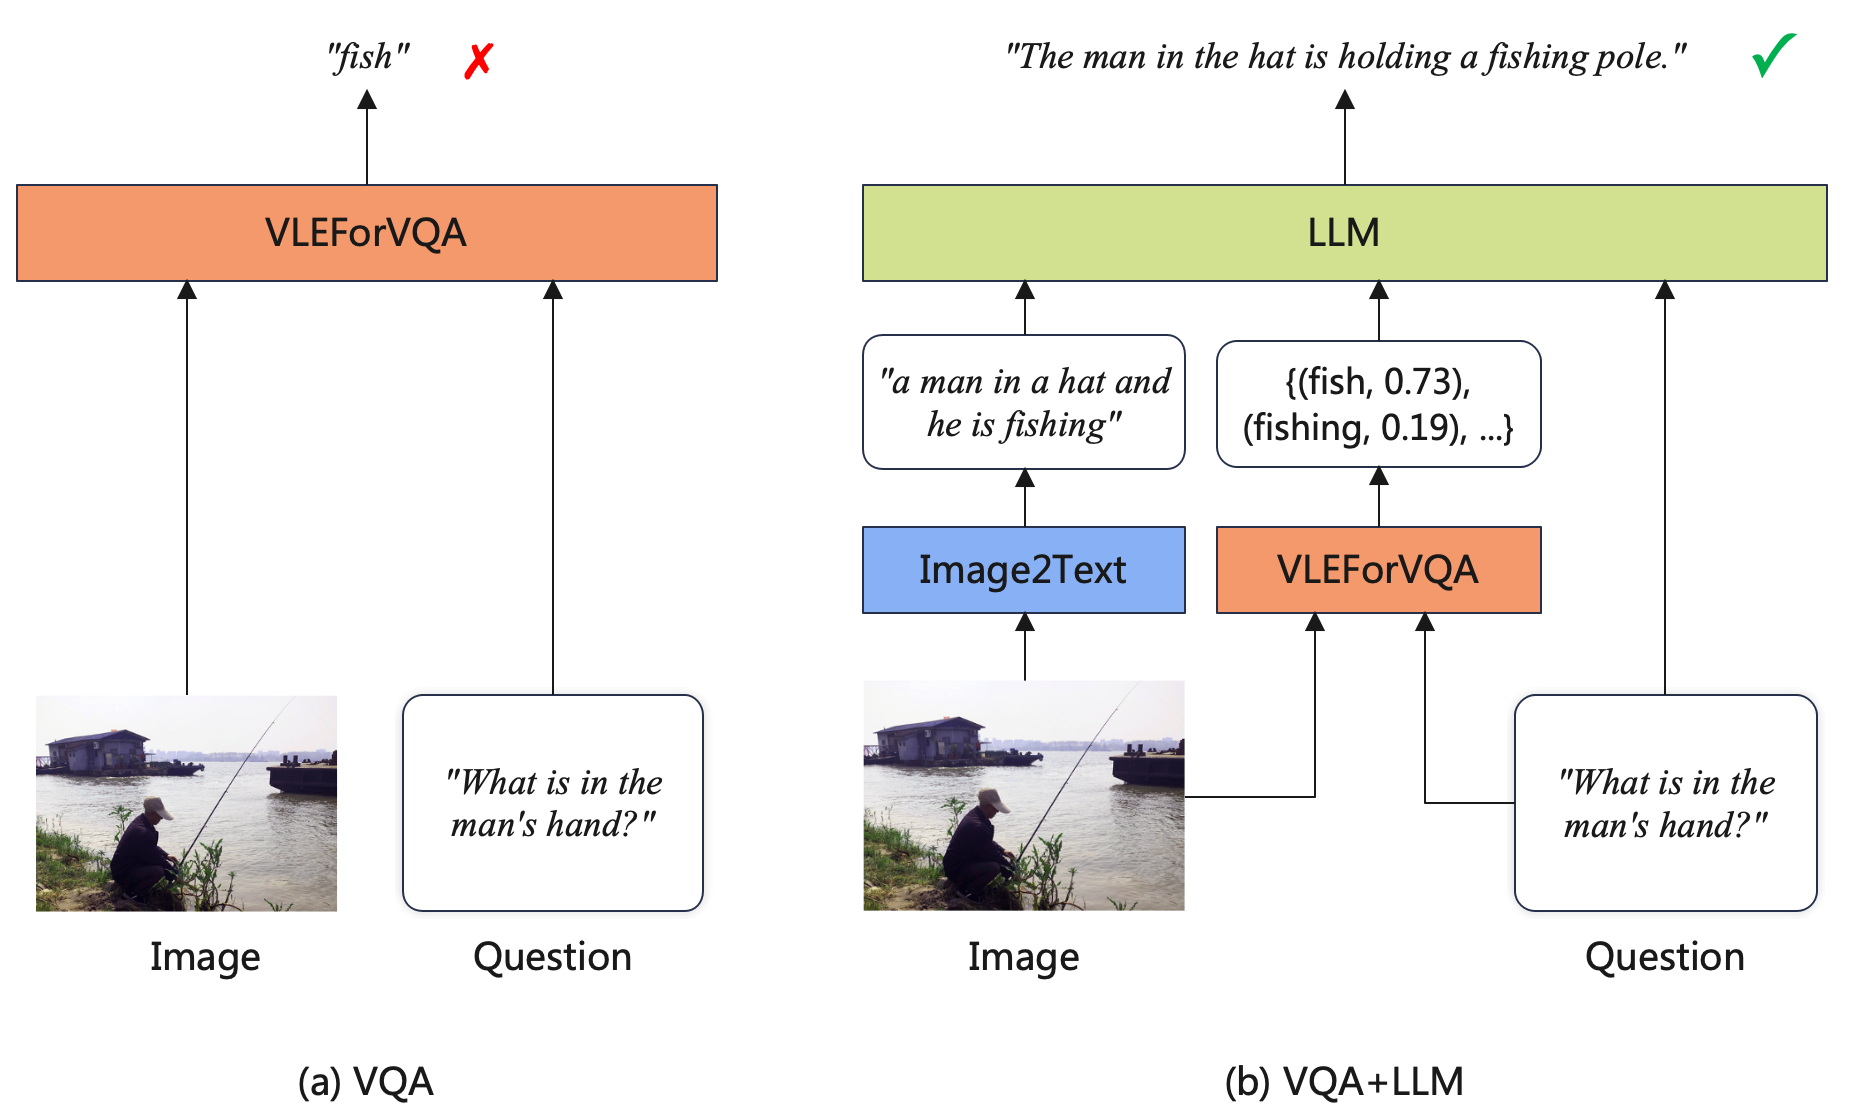 "fish"
VLEForVQA
"What is in the
man's hand?"
Image
Question
(a) VQA
"The man in the hat is holding a fishing pole."
LLM
"a man in a hat and
he is fishing"
{(fish, 0.73),
(fishing, 0.19), ...}
Image2Text
VLEForVQA
"What is in the
man's hand?"
Image
Question
(b) VQA+LLM